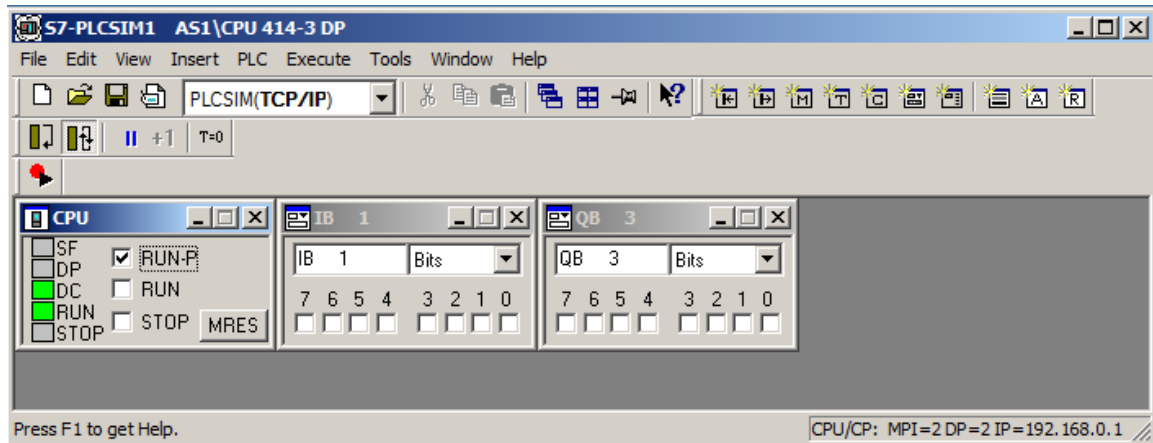 S7-PLCSIM1 AS1\CPU 414-3 DP
File Edit View Insert PLC Execute Tools Window Help
PLCSIM(TCP/IP)
+1 T=0
CPU
SF
DP
DC
RUN
STOP
RUN-P
RUN
STOP MRES
IB 1
IB 1 Bits
7 6 5 4 3 2 1 0
QB 3
QB 3 Bits
7 6 5 4 3 2 1 0
Press F1 to get Help. CPU/CP: MPI=2 DP=2 IP=192.168.0.1